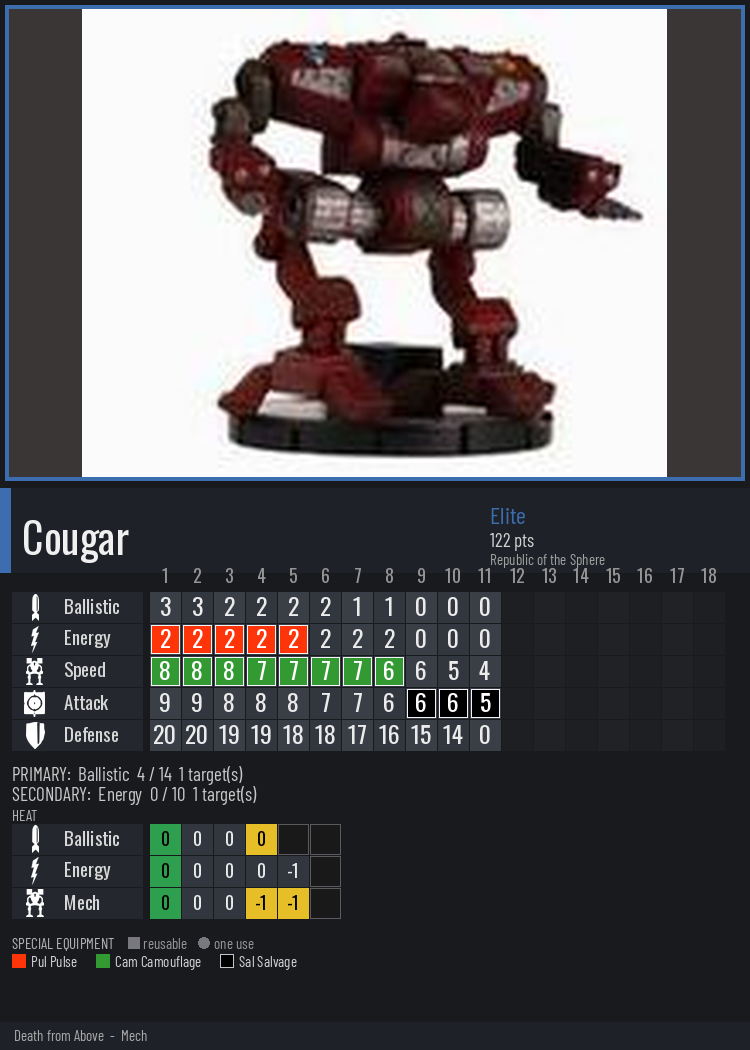 Cougar
Elite
122 pts
Republic of the Sphere
1 2 3 4 5 6 7 8 9 10 11 12 13 14 15 16 17 18
Ballistic 3 3 2 2 2 2 1 1 0 0 0
Energy 2 2 2 2 2 2 2 2 0 0 0
Speed 8 8 8 7 7 7 7 6 6 5 4
Attack 9 9 8 8 8 7 7 6 6 6 5
Defense 20 20 19 19 18 18 17 16 15 14 0
PRIMARY: Ballistic 4 / 14 1 target(s)
SECONDARY: Energy 0 / 10 1 target(s)
HEAT
Ballistic 0 0 0 0
Energy 0 0 0 0 -1
Mech 0 0 0 -1 -1
SPECIAL EQUIPMENT reusable one use
Pul Pulse Cam Camouflage Sal Salvage
Death from Above - Mech